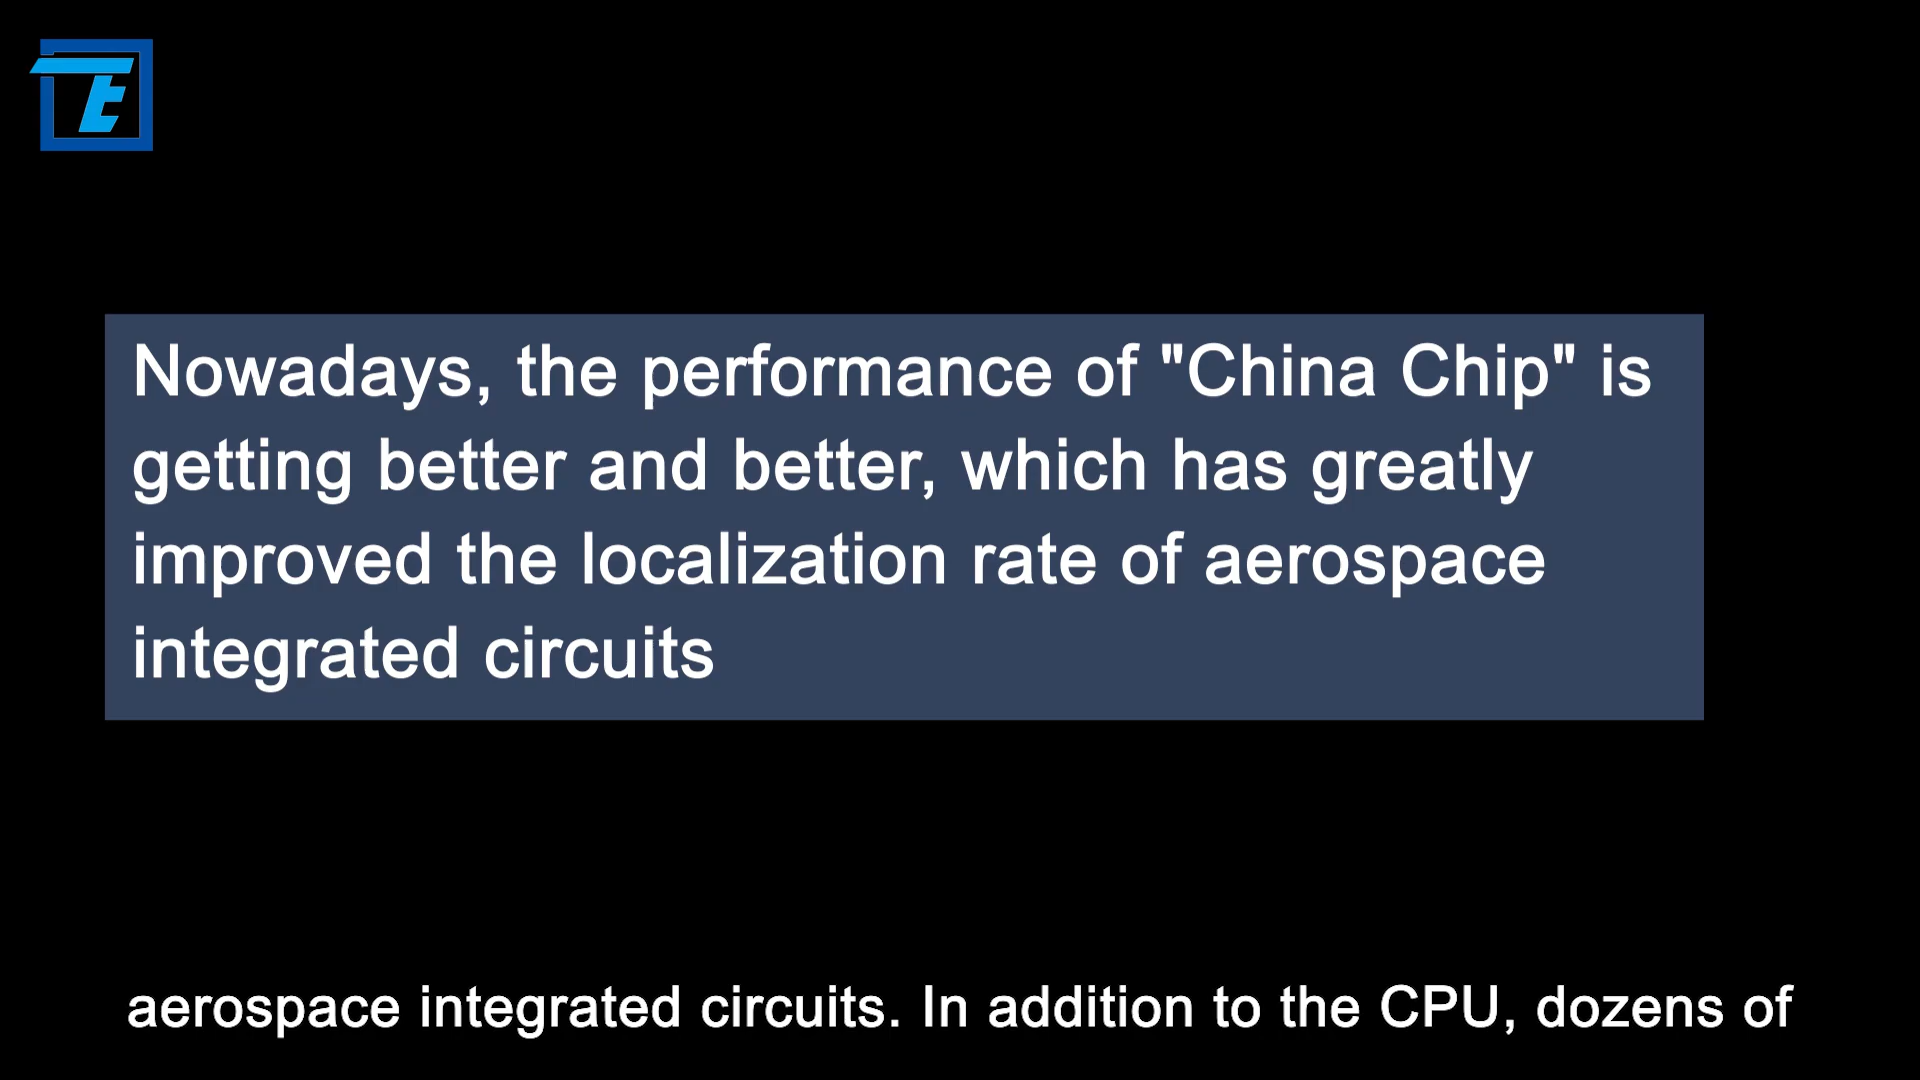 TE
Nowadays, the performance of "China Chip" is
getting better and better, which has greatly
improved the localization rate of aerospace
integrated circuits
aerospace integrated circuits. In addition to the CPU, dozens of